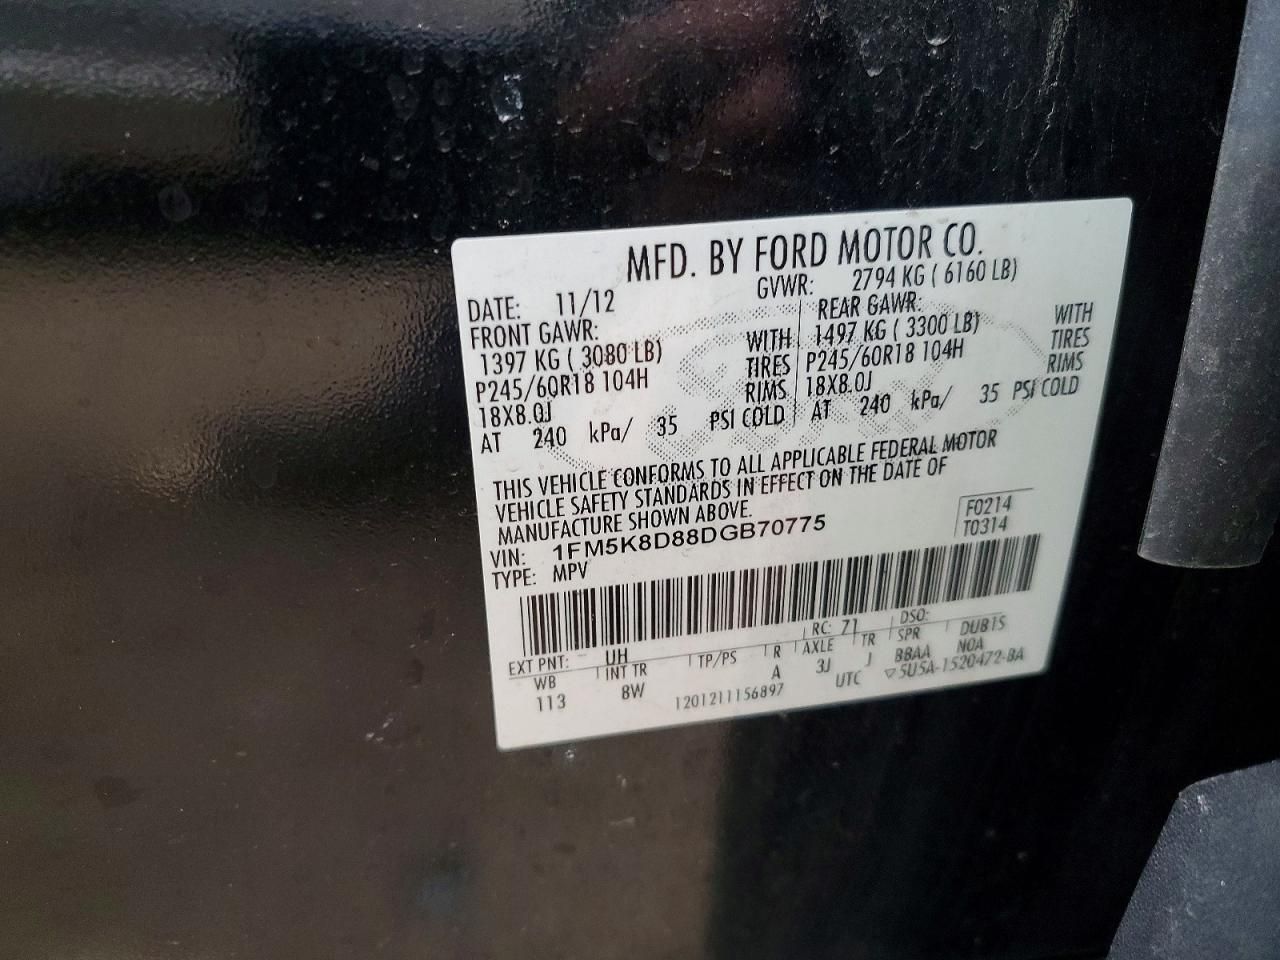 MFD. BY FORD MOTOR CO.
DATE: 11/12 GVWR: 2794 KG ( 6160 LB)
FRONT GAWR: REAR GAWR:
1397 KG ( 3080 LB) WITH 1497 KG ( 3300 LB) WITH
P245/60R18 104H TIRES P245/60R18 104H TIRES
18X8.0J RIMS 18X8.0J RIMS
AT 240 kPa/ 35 PSI COLD AT 240 kPa/ 35 PSI COLD
THIS VEHICLE CONFORMS TO ALL APPLICABLE FEDERAL MOTOR
VEHICLE SAFETY STANDARDS IN EFFECT ON THE DATE OF
MANUFACTURE SHOWN ABOVE.
F0214
VIN: 1FM5K8D88DGB70775
T0314
TYPE: MPV
EXT PNT: UH RC: 71 DSO:
WB INT TR TP/PS R AXLE TR SPR DUB1S
113 8W A 3J J BBAA NOA
1201211156897 UTC ▽5U5A-1520472-BA